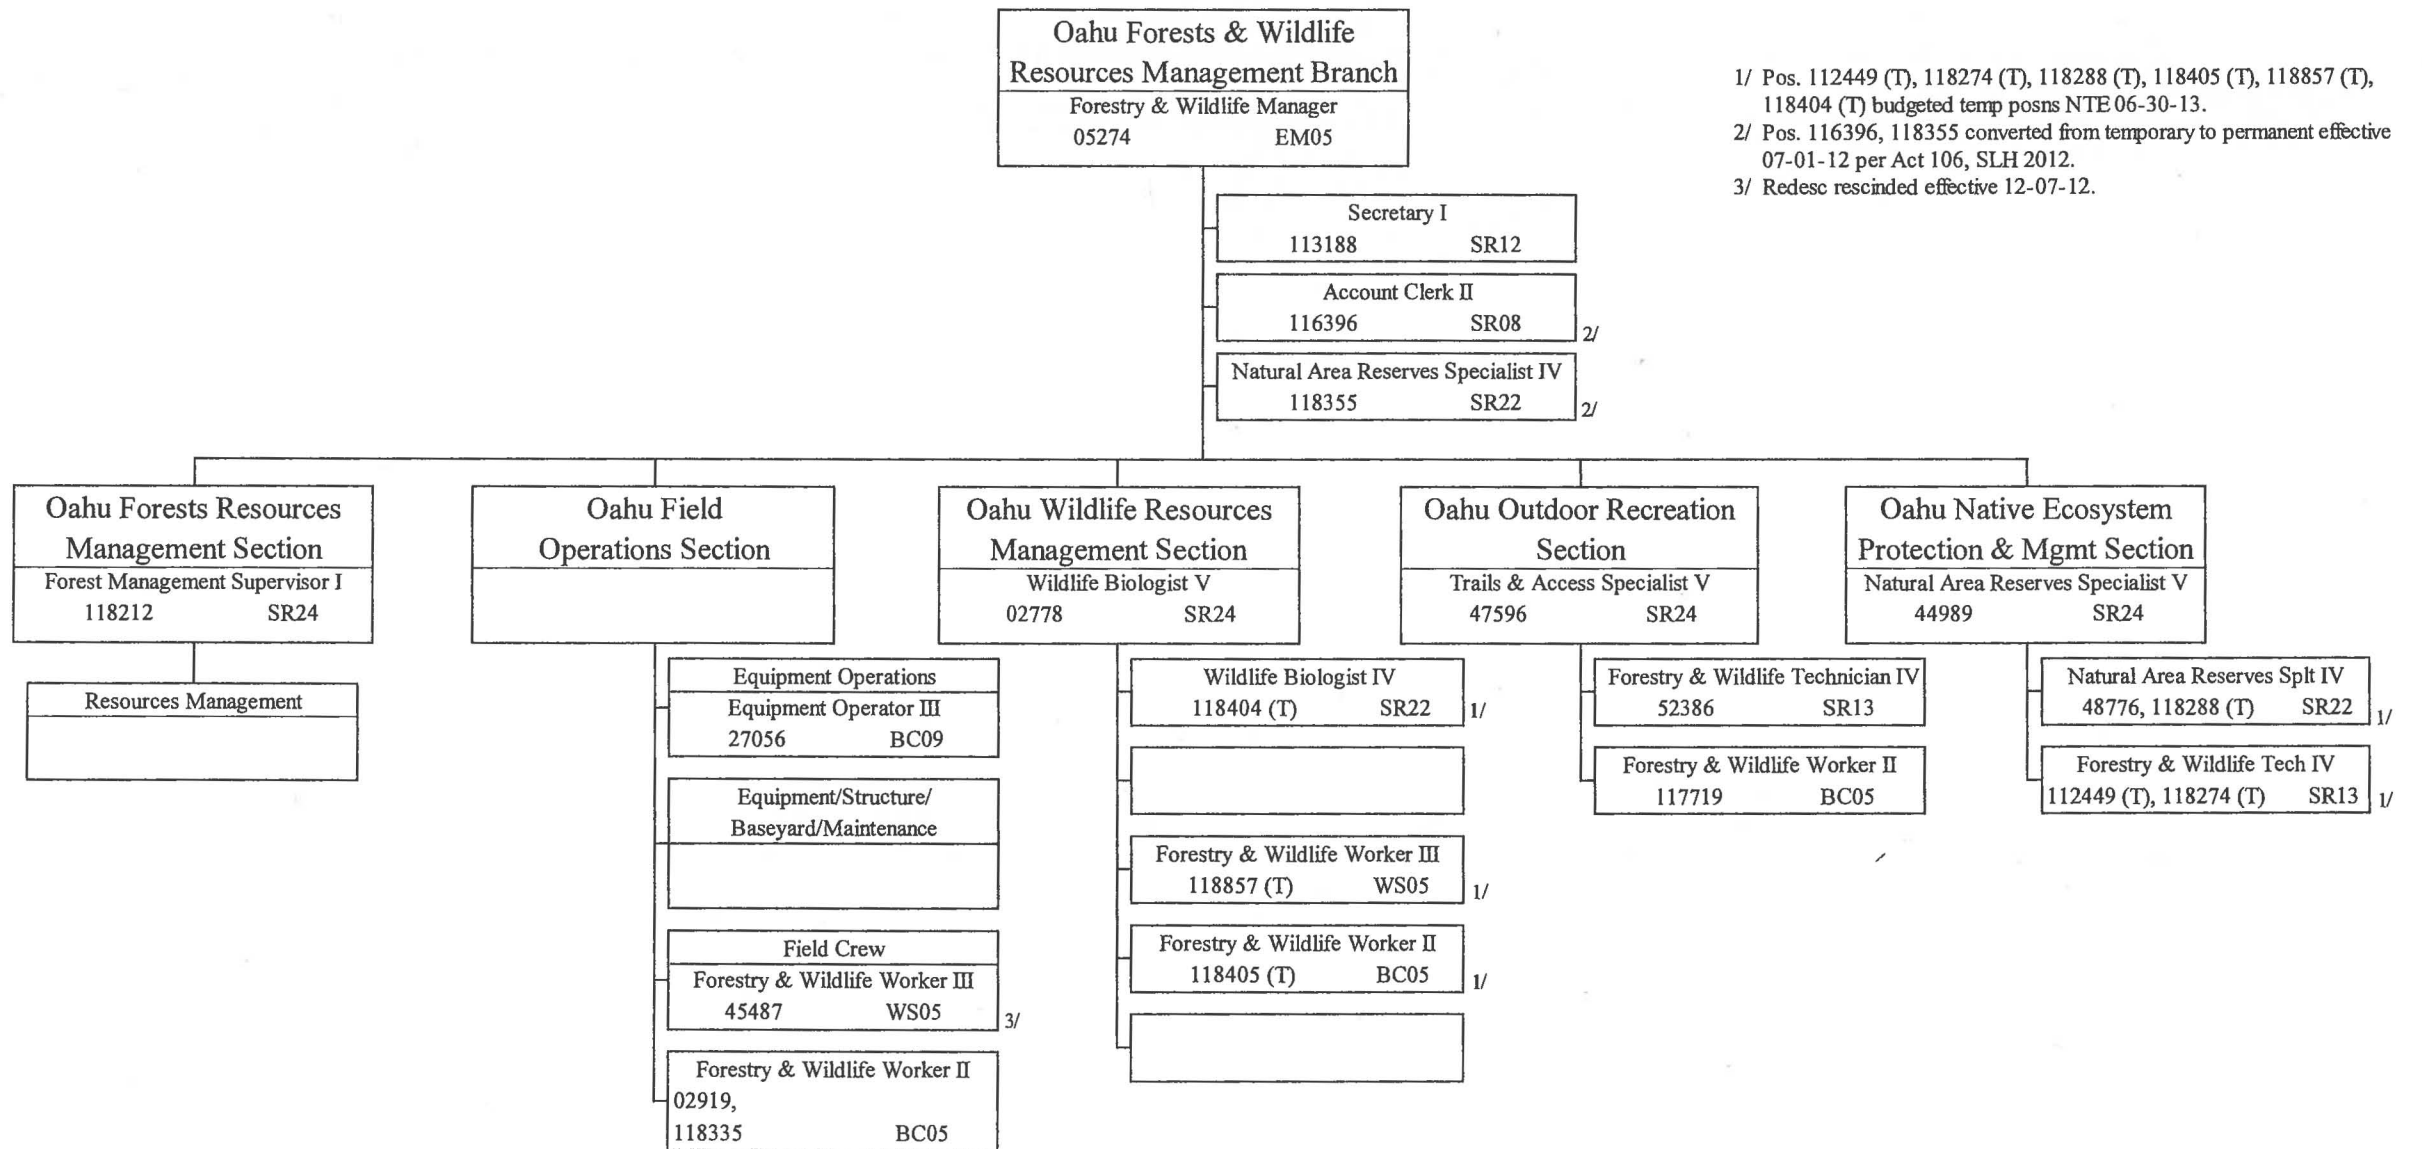 Oahu Forests & Wildlife
Resources Management Branch
Forestry & Wildlife Manager
05274 EM05
1/ Pos. 112449 (T), 118274 (T), 118288 (T), 118405 (T), 118857 (T),
118404 (T) budgeted temp posns NTE 06-30-13.
2/ Pos. 116396, 118355 converted from temporary to permanent effective
07-01-12 per Act 106, SLH 2012.
3/ Redesc rescinded effective 12-07-12.
Secretary I
113188 SR12
Account Clerk II
116396 SR08 2/
Natural Area Reserves Specialist IV
118355 SR22 2/
Oahu Forests Resources
Management Section
Forest Management Supervisor I
118212 SR24
Resources Management
Oahu Field
Operations Section
Equipment Operations
Equipment Operator III
27056 BC09
Equipment/Structure/
Baseyard/Maintenance
Field Crew
Forestry & Wildlife Worker III
45487 WS05 3/
Forestry & Wildlife Worker II
02919,
118335 BC05
Oahu Wildlife Resources
Management Section
Wildlife Biologist V
02778 SR24
Wildlife Biologist IV
118404 (T) SR22 1/
Forestry & Wildlife Worker III
118857 (T) WS05 1/
Forestry & Wildlife Worker II
118405 (T) BC05 1/
Oahu Outdoor Recreation
Section
Trails & Access Specialist V
47596 SR24
Forestry & Wildlife Technician IV
52386 SR13
Forestry & Wildlife Worker II
117719 BC05
Oahu Native Ecosystem
Protection & Mgmt Section
Natural Area Reserves Specialist V
44989 SR24
Natural Area Reserves Splt IV
48776, 118288 (T) SR22 1/
Forestry & Wildlife Tech IV
112449 (T), 118274 (T) SR13 1/